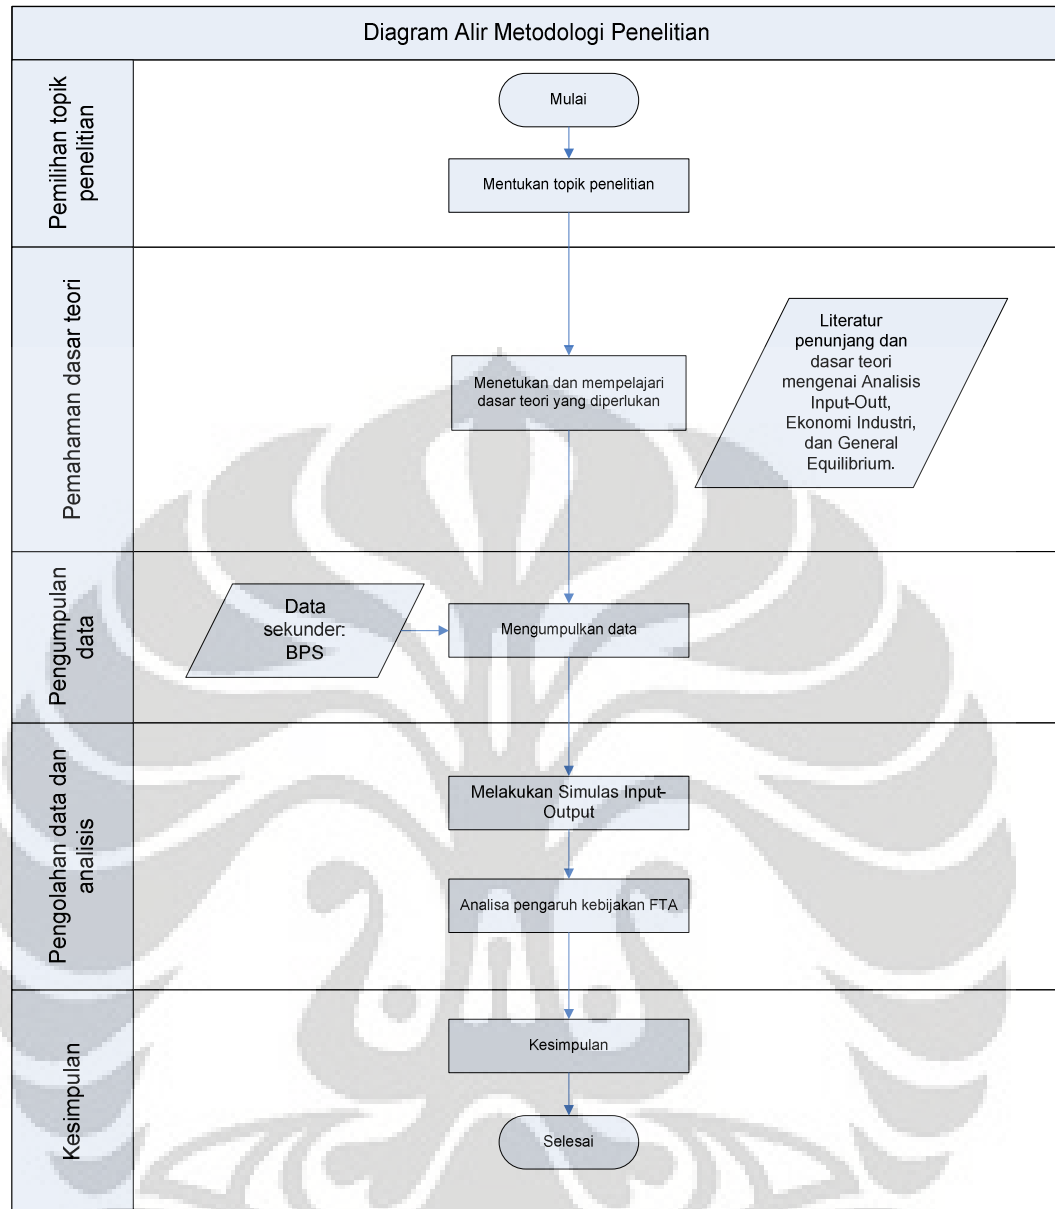 Diagram Alir Metodologi Penelitian
Pemilihan topik
penelitian
Mulai
Mentukan topik penelitian
Pemahaman dasar teori
Menetukan dan mempelajari
dasar teori yang diperlukan
Literatur
penunjang dan
dasar teori
mengenai Analisis
Input-Outt,
Ekonomi Industri,
dan General
Equilibrium.
Pengumpulan
data
Data
sekunder:
BPS
Mengumpulkan data
Pengolahan data dan
analisis
Melakukan Simulas Input-
Output
Analisa pengaruh kebijakan FTA
Kesimpulan
Kesimpulan
Selesai